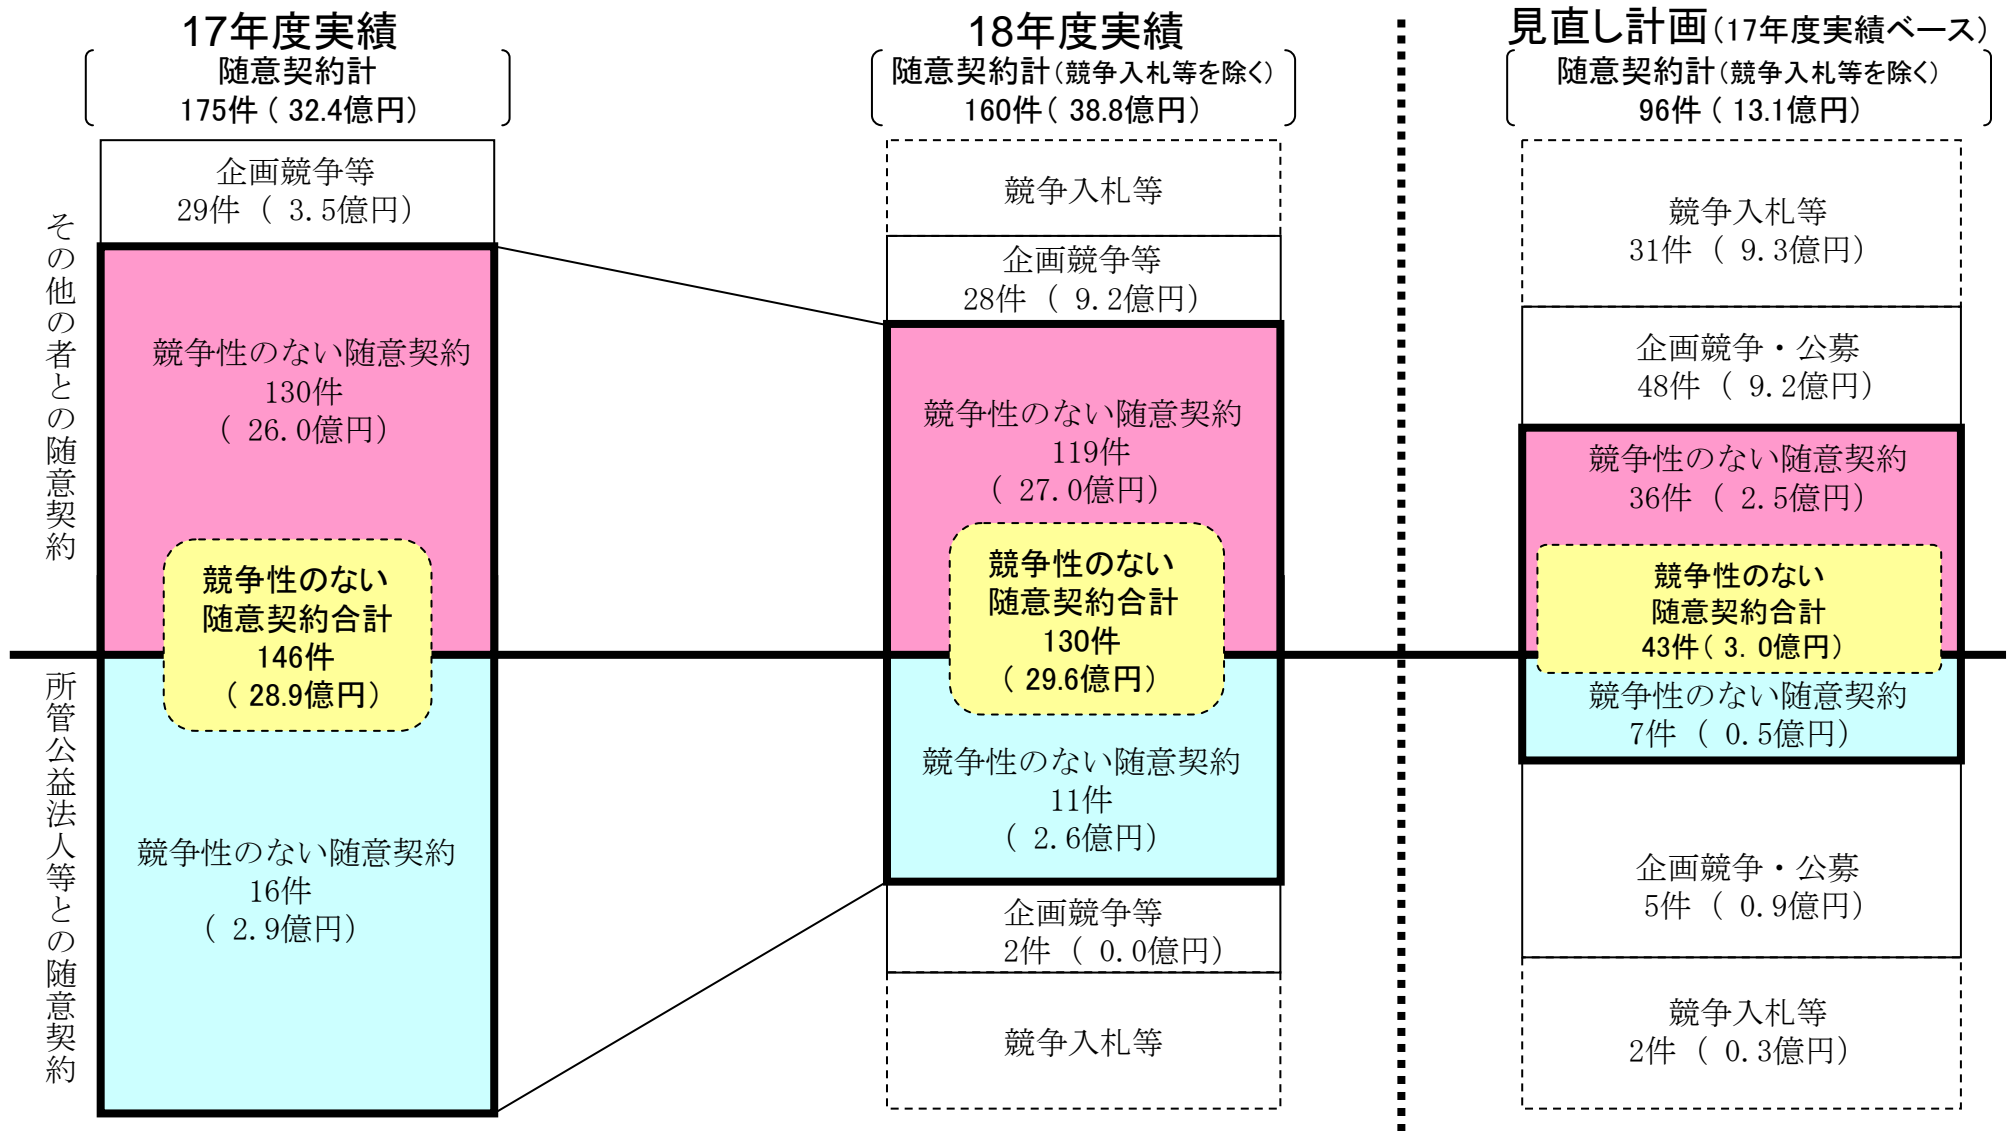 17年度実績
随意契約計
175件 ( 32.4億円)
企画競争等
29件 ( 3.5億円)
その他の者との随意契約
競争性のない随意契約
130件
( 26.0億円)
競争性のない
随意契約合計
146件
( 28.9億円)
所管公益法人等との随意契約
競争性のない随意契約
16件
( 2.9億円)
18年度実績
随意契約計(競争入札等を除く)
160件( 38.8億円)
競争入札等
企画競争等
28件 ( 9.2億円)
競争性のない随意契約
119件
( 27.0億円)
競争性のない
随意契約合計
130件
( 29.6億円)
競争性のない随意契約
11件
( 2.6億円)
企画競争等
2件 ( 0.0億円)
競争入札等
見直し計画(17年度実績ベース)
随意契約計(競争入札等を除く)
96件 ( 13.1億円)
競争入札等
31件 ( 9.3億円)
企画競争・公募
48件 ( 9.2億円)
競争性のない随意契約
36件 ( 2.5億円)
競争性のない
随意契約合計
43件( 3. 0億円)
競争性のない随意契約
7件 ( 0.5億円)
企画競争・公募
5件 ( 0.9億円)
競争入札等
2件 ( 0.3億円)